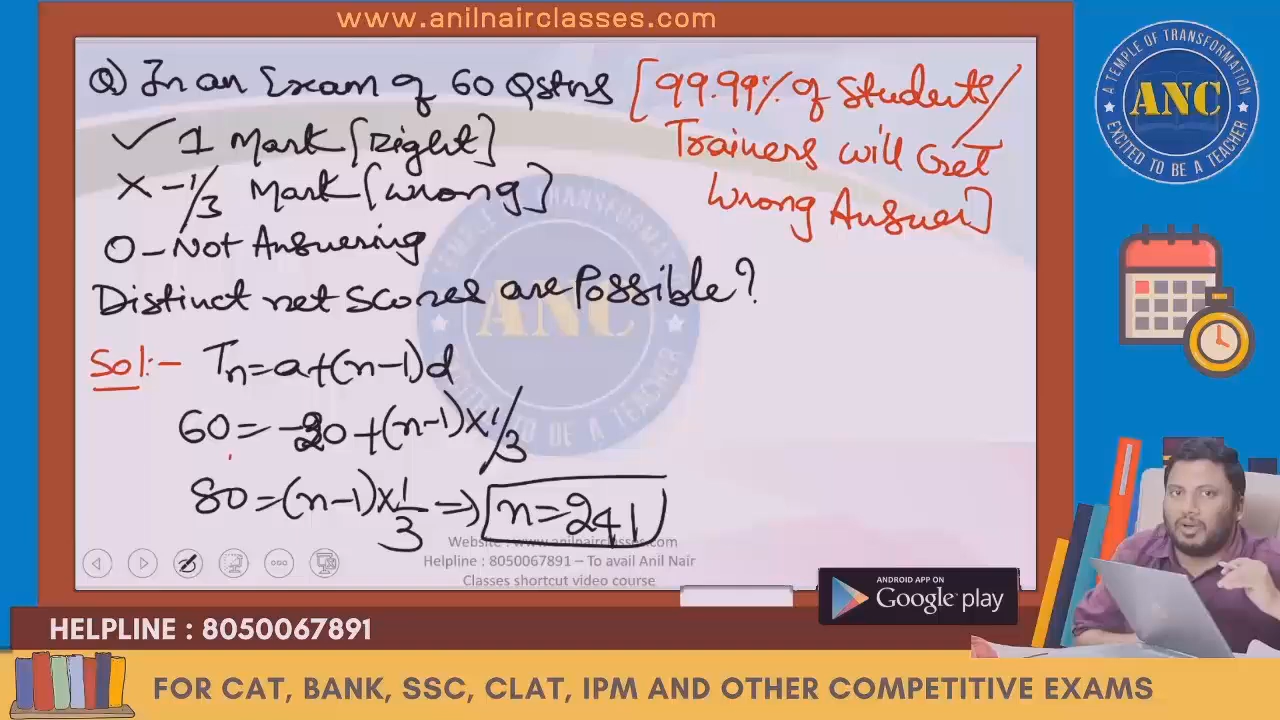 www.anilnairclasses.com
Q) In an Exam of 60 Qstns
✓ 1 Mark [Right]
× -1/3 Mark [Wrong]
0 - Not Answering
Distinct net scores are Possible?
[99.99% of Students/
Trainers will Get
Wrong Answer]
Sol:- Tn=a+(n-1)d
60=-20+(n-1)×1/3
80=(n-1)×1/3 => n=241
ANC
A TEMPLE OF TRANSFORMATION
ANC
EXCITED TO BE A TEACHER
Website : www.anilnairclasses.com
Helpline : 8050067891 – To avail Anil Nair
Classes shortcut video course
ANDROID APP ON
Google play
HELPLINE : 8050067891
FOR CAT, BANK, SSC, CLAT, IPM AND OTHER COMPETITIVE EXAMS